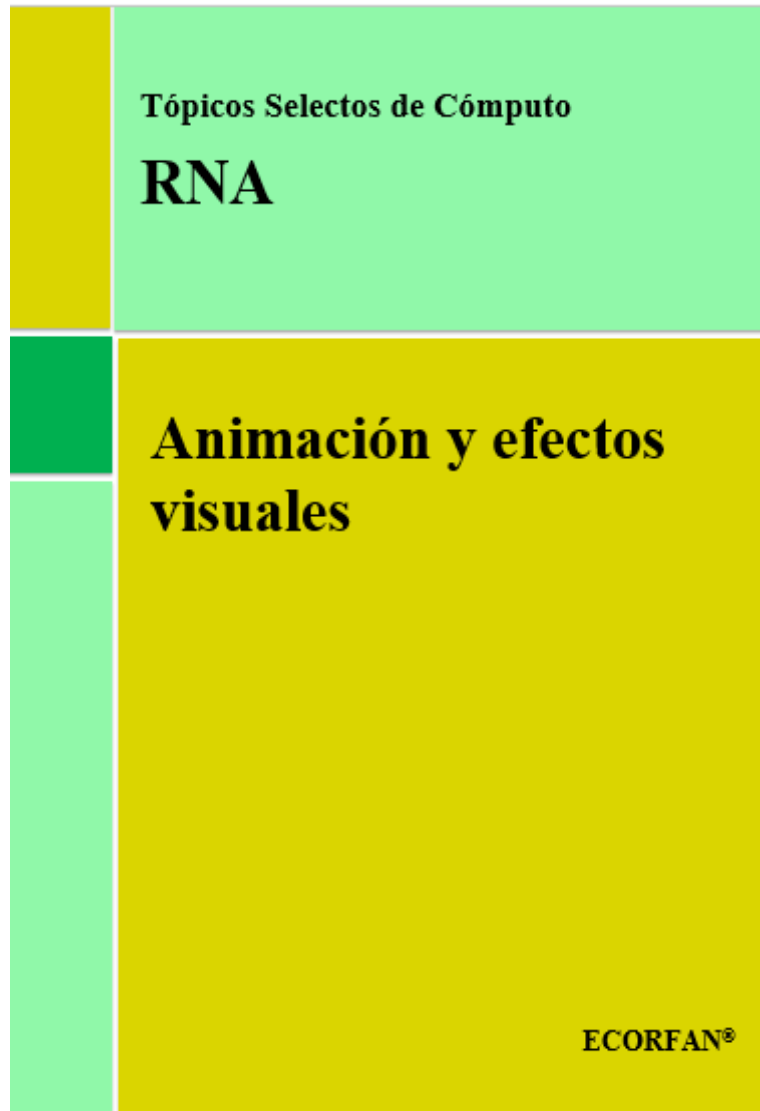 Tópicos Selectos de Cómputo
RNA
Animación y efectos
visuales
ECORFAN®